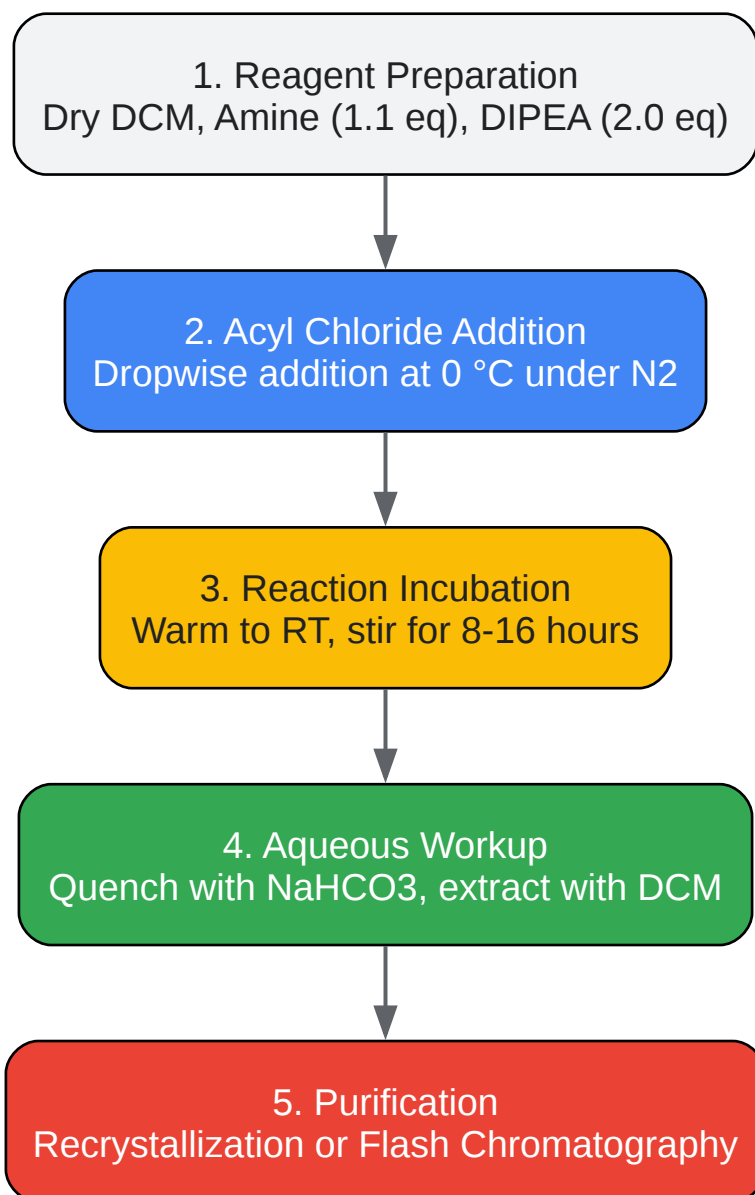 1. Reagent Preparation
Dry DCM, Amine (1.1 eq), DIPEA (2.0 eq)
2. Acyl Chloride Addition
Dropwise addition at 0 °C under N2
3. Reaction Incubation
Warm to RT, stir for 8-16 hours
4. Aqueous Workup
Quench with NaHCO3, extract with DCM
5. Purification
Recrystallization or Flash Chromatography